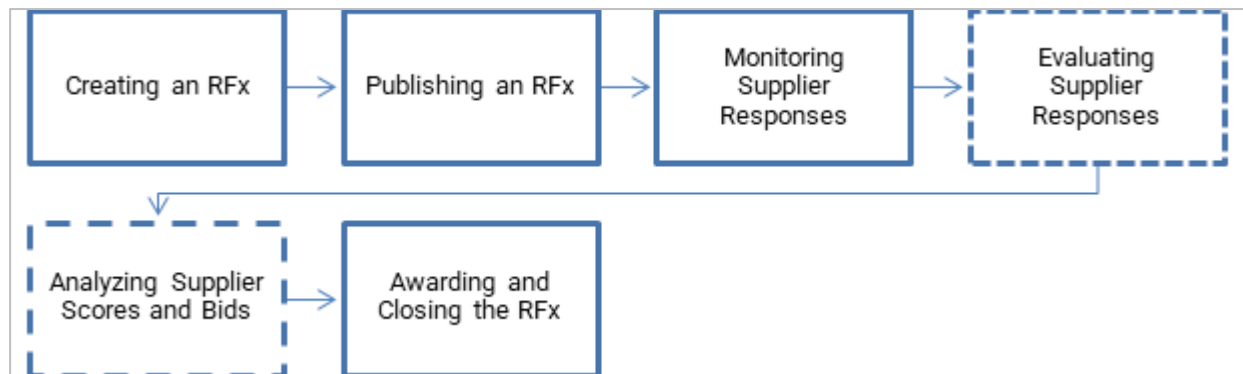 Creating an RFx
Publishing an RFx
Monitoring
Supplier
Responses
Evaluating
Supplier
Responses
Analyzing Supplier
Scores and Bids
Awarding and
Closing the RFx